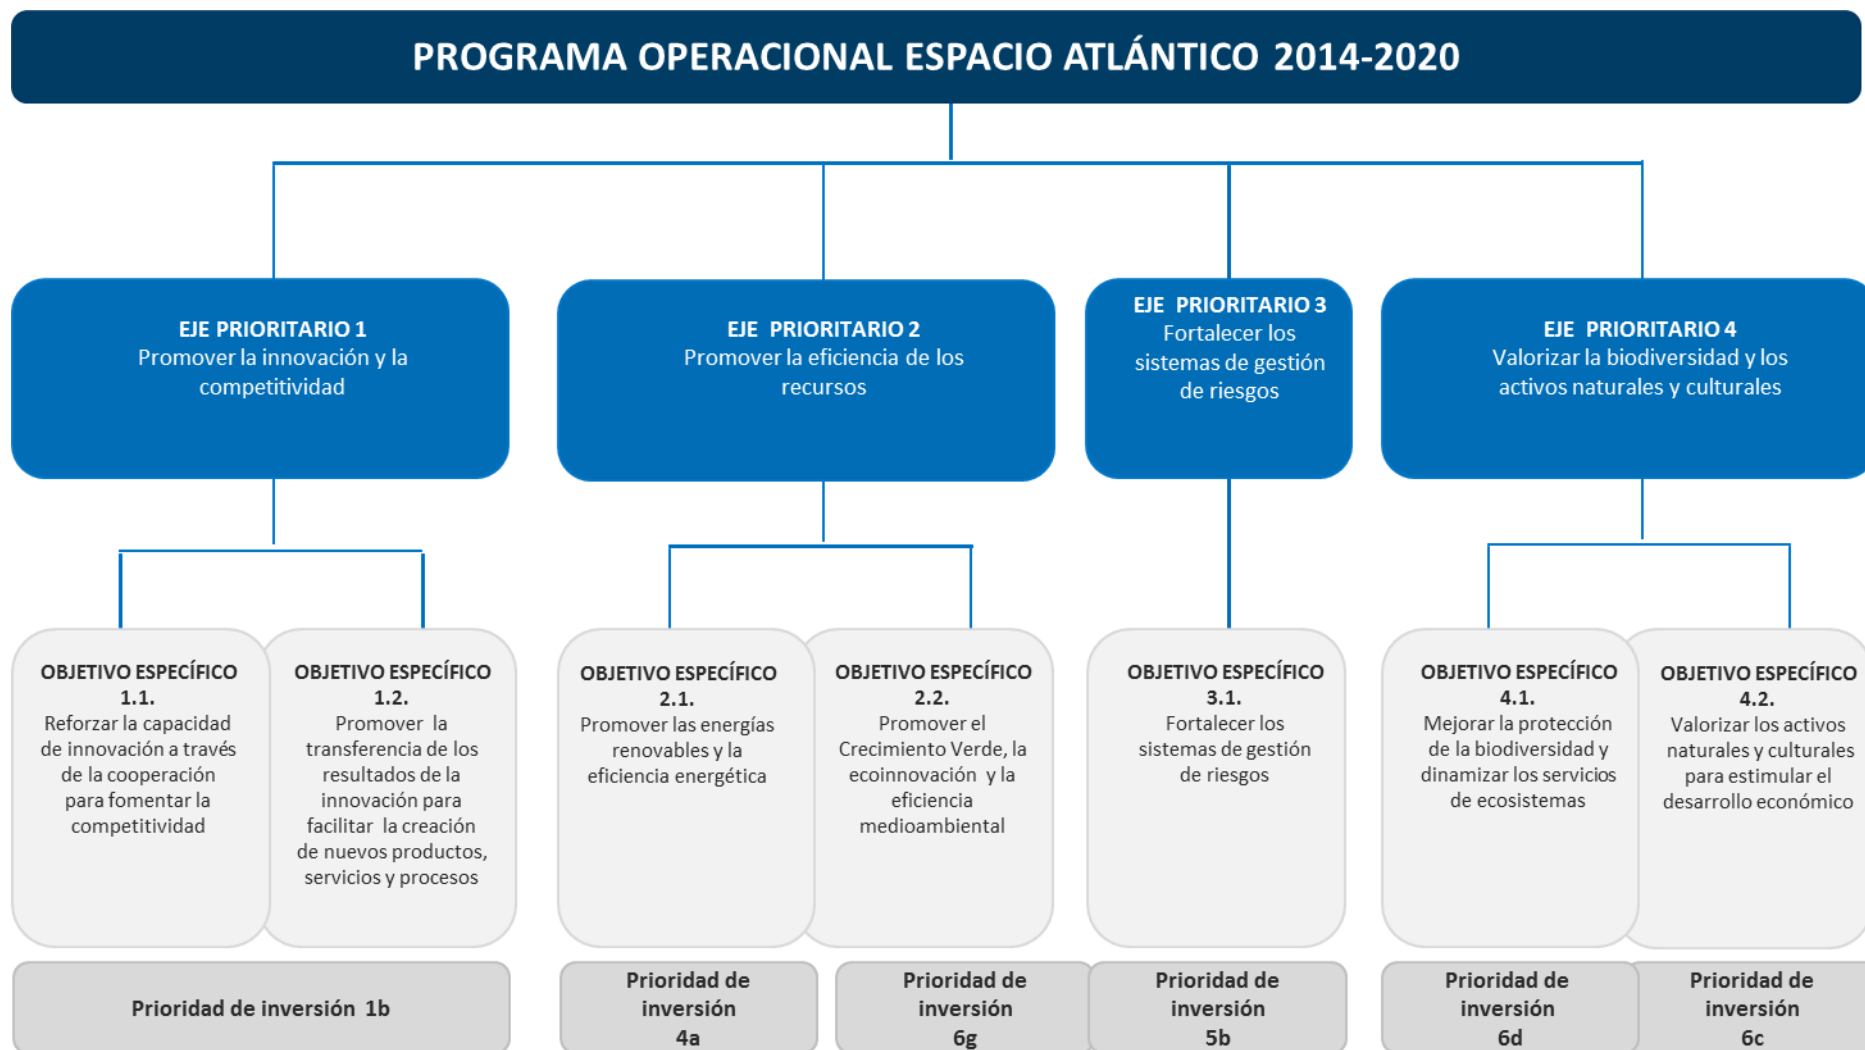 PROGRAMA OPERACIONAL ESPACIO ATLÁNTICO 2014-2020
EJE PRIORITARIO 1
Promover la innovación y la
competitividad
EJE PRIORITARIO 2
Promover la eficiencia de los
recursos
EJE PRIORITARIO 3
Fortalecer los
sistemas de gestión
de riesgos
EJE PRIORITARIO 4
Valorizar la biodiversidad y los
activos naturales y culturales
OBJETIVO ESPECÍFICO
1.1.
Reforzar la capacidad
de innovación a través
de la cooperación
para fomentar la
competitividad
OBJETIVO ESPECÍFICO
1.2.
Promover la
transferencia de los
resultados de la
innovación para
facilitar la creación
de nuevos productos,
servicios y procesos
OBJETIVO ESPECÍFICO
2.1.
Promover las energías
renovables y la
eficiencia energética
OBJETIVO ESPECÍFICO
2.2.
Promover el
Crecimiento Verde, la
ecoinnovación y la
eficiencia
medioambiental
OBJETIVO ESPECÍFICO
3.1.
Fortalecer los
sistemas de gestión
de riesgos
OBJETIVO ESPECÍFICO
4.1.
Mejorar la protección
de la biodiversidad y
dinamizar los servicios
de ecosistemas
OBJETIVO ESPECÍFICO
4.2.
Valorizar los activos
naturales y culturales
para estimular el
desarrollo económico
Prioridad de inversión 1b
Prioridad de
inversión
4a
Prioridad de
inversión
6g
Prioridad de
inversión
5b
Prioridad de
inversión
6d
Prioridad de
inversión
6c